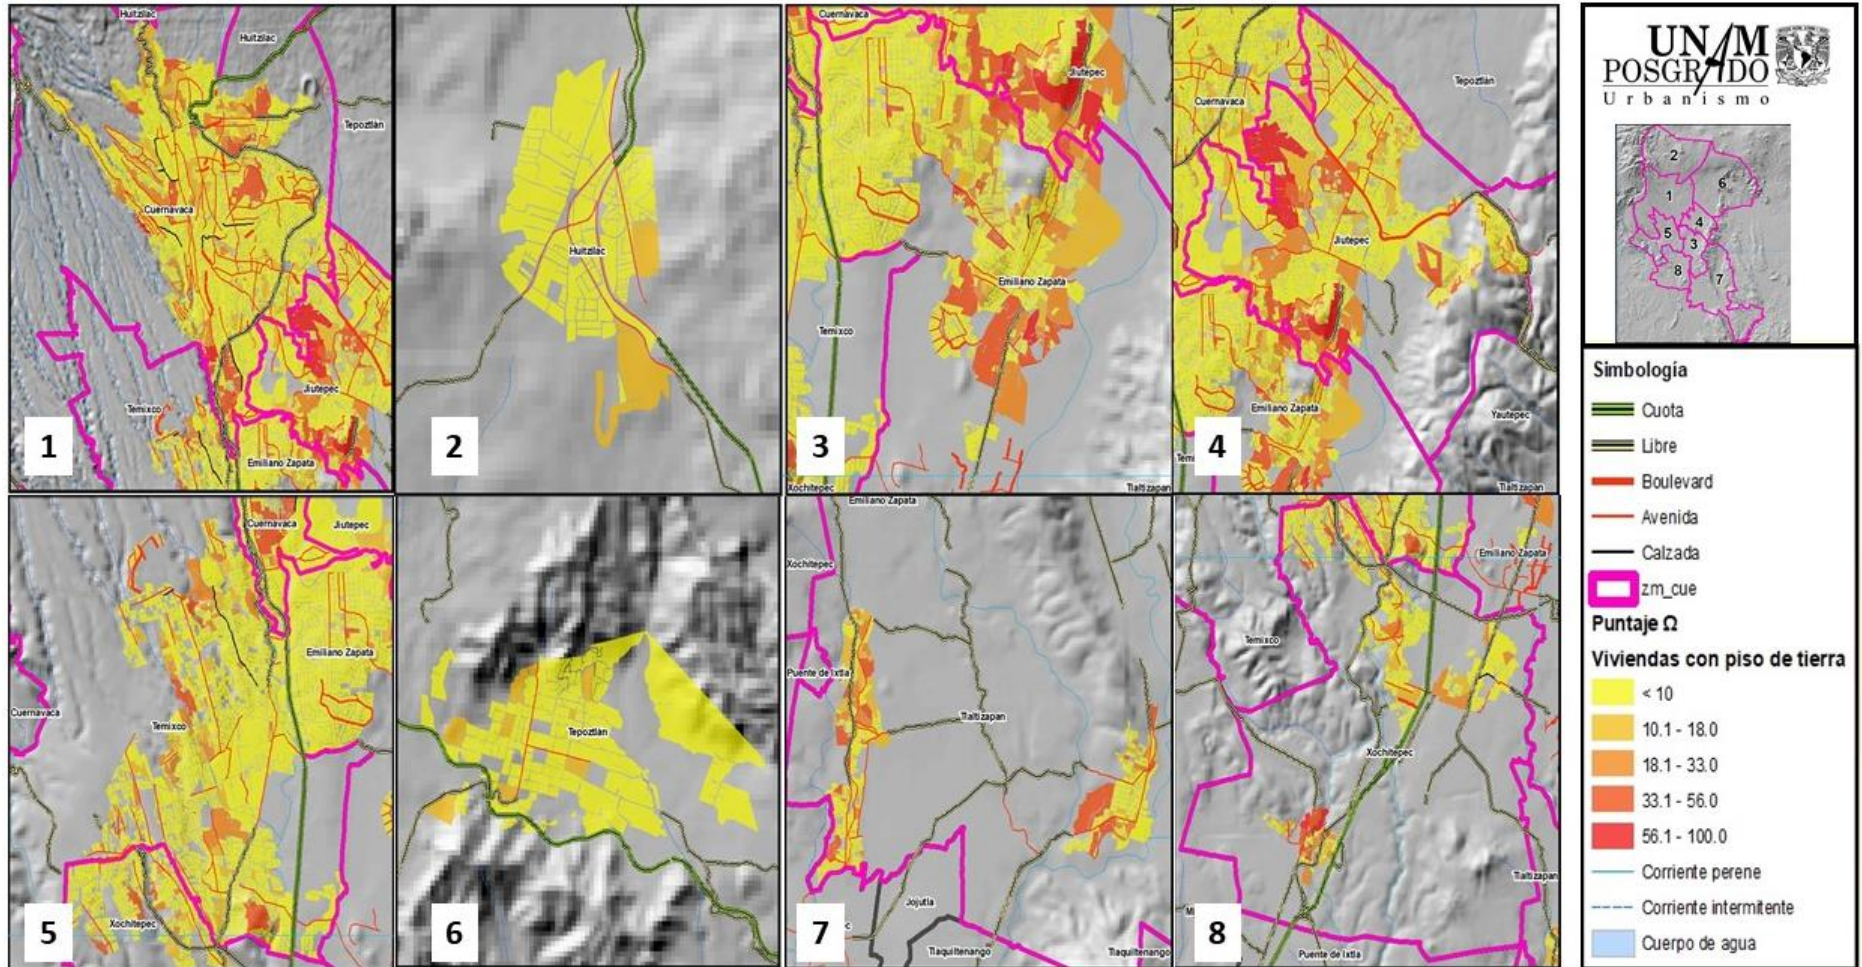 Huitzilac
Huitzilac
Tepoztlán
Cuernavaca
Jiutepec
Temixco
Emiliano Zapata
1
Huitzilac
2
Cuernavaca
Jiutepec
Emiliano Zapata
Temixco
Xochitepec
Tlaltizapan
3
Tepoztlán
Cuernavaca
Jiutepec
Yautepec
Emiliano Zapata
Tlaltizapan
4
Cuernavaca
Jiutepec
Emiliano Zapata
Cuernavaca
Temixco
Xochitepec
5
Tepoztlán
6
Emiliano Zapata
Xochitepec
Puente de Ixtla
Tlaltizapan
Jojutla
Tlaquiltenango
Tlaquiltenango
7
Emiliano Zapata
Temixco
Xochitepec
Tlaltizapan
Puente de Ixtla
8
UNAM
POSGRADO
Urbanismo
2
6
1
4
5
3
8
7
Simbología
Cuota
Libre
Boulevard
Avenida
Calzada
zm_cue
Puntaje Ω
Viviendas con piso de tierra
< 10
10.1 - 18.0
18.1 - 33.0
33.1 - 56.0
56.1 - 100.0
Corriente perene
Corriente intermitente
Cuerpo de agua